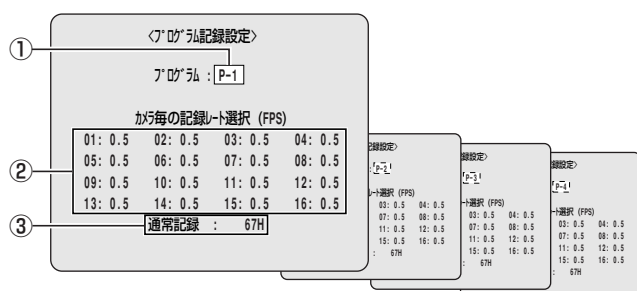 ①
<ﾌﾟﾛｸﾞﾗﾑ記録設定>
ﾌﾟﾛｸﾞﾗﾑ : P-1
ｶﾒﾗ毎の記録ﾚｰﾄ選択 (FPS)
②
01: 0.5 02: 0.5 03: 0.5 04: 0.5
05: 0.5 06: 0.5 07: 0.5 08: 0.5
09: 0.5 10: 0.5 11: 0.5 12: 0.5
13: 0.5 14: 0.5 15: 0.5 16: 0.5
③
通常記録 : 67H
記録設定>
P-2
ﾚｰﾄ選択 (FPS)
03: 0.5 04: 0.5
07: 0.5 08: 0.5
11: 0.5 12: 0.5
15: 0.5 16: 0.5
: 67H
録設定>
P-3
ｰﾄ選択 (FPS)
03: 0.5 04: 0.5
07: 0.5 08: 0.5
11: 0.5 12: 0.5
15: 0.5 16: 0.5
: 67H
録設定>
P-4
ﾄ選択 (FPS)
03: 0.5 04: 0.5
07: 0.5 08: 0.5
11: 0.5 12: 0.5
15: 0.5 16: 0.5
: 67H